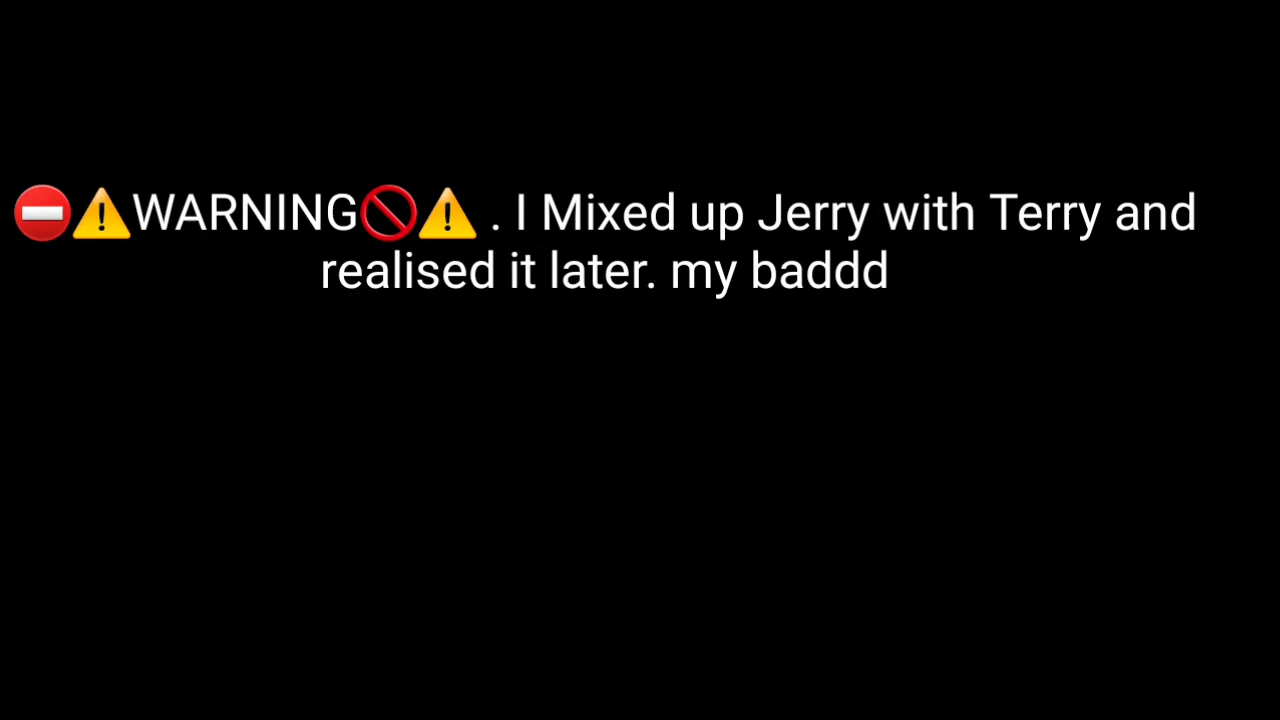 ⛔⚠️WARNING🚫⚠️ . I Mixed up Jerry with Terry and
realised it later. my baddd